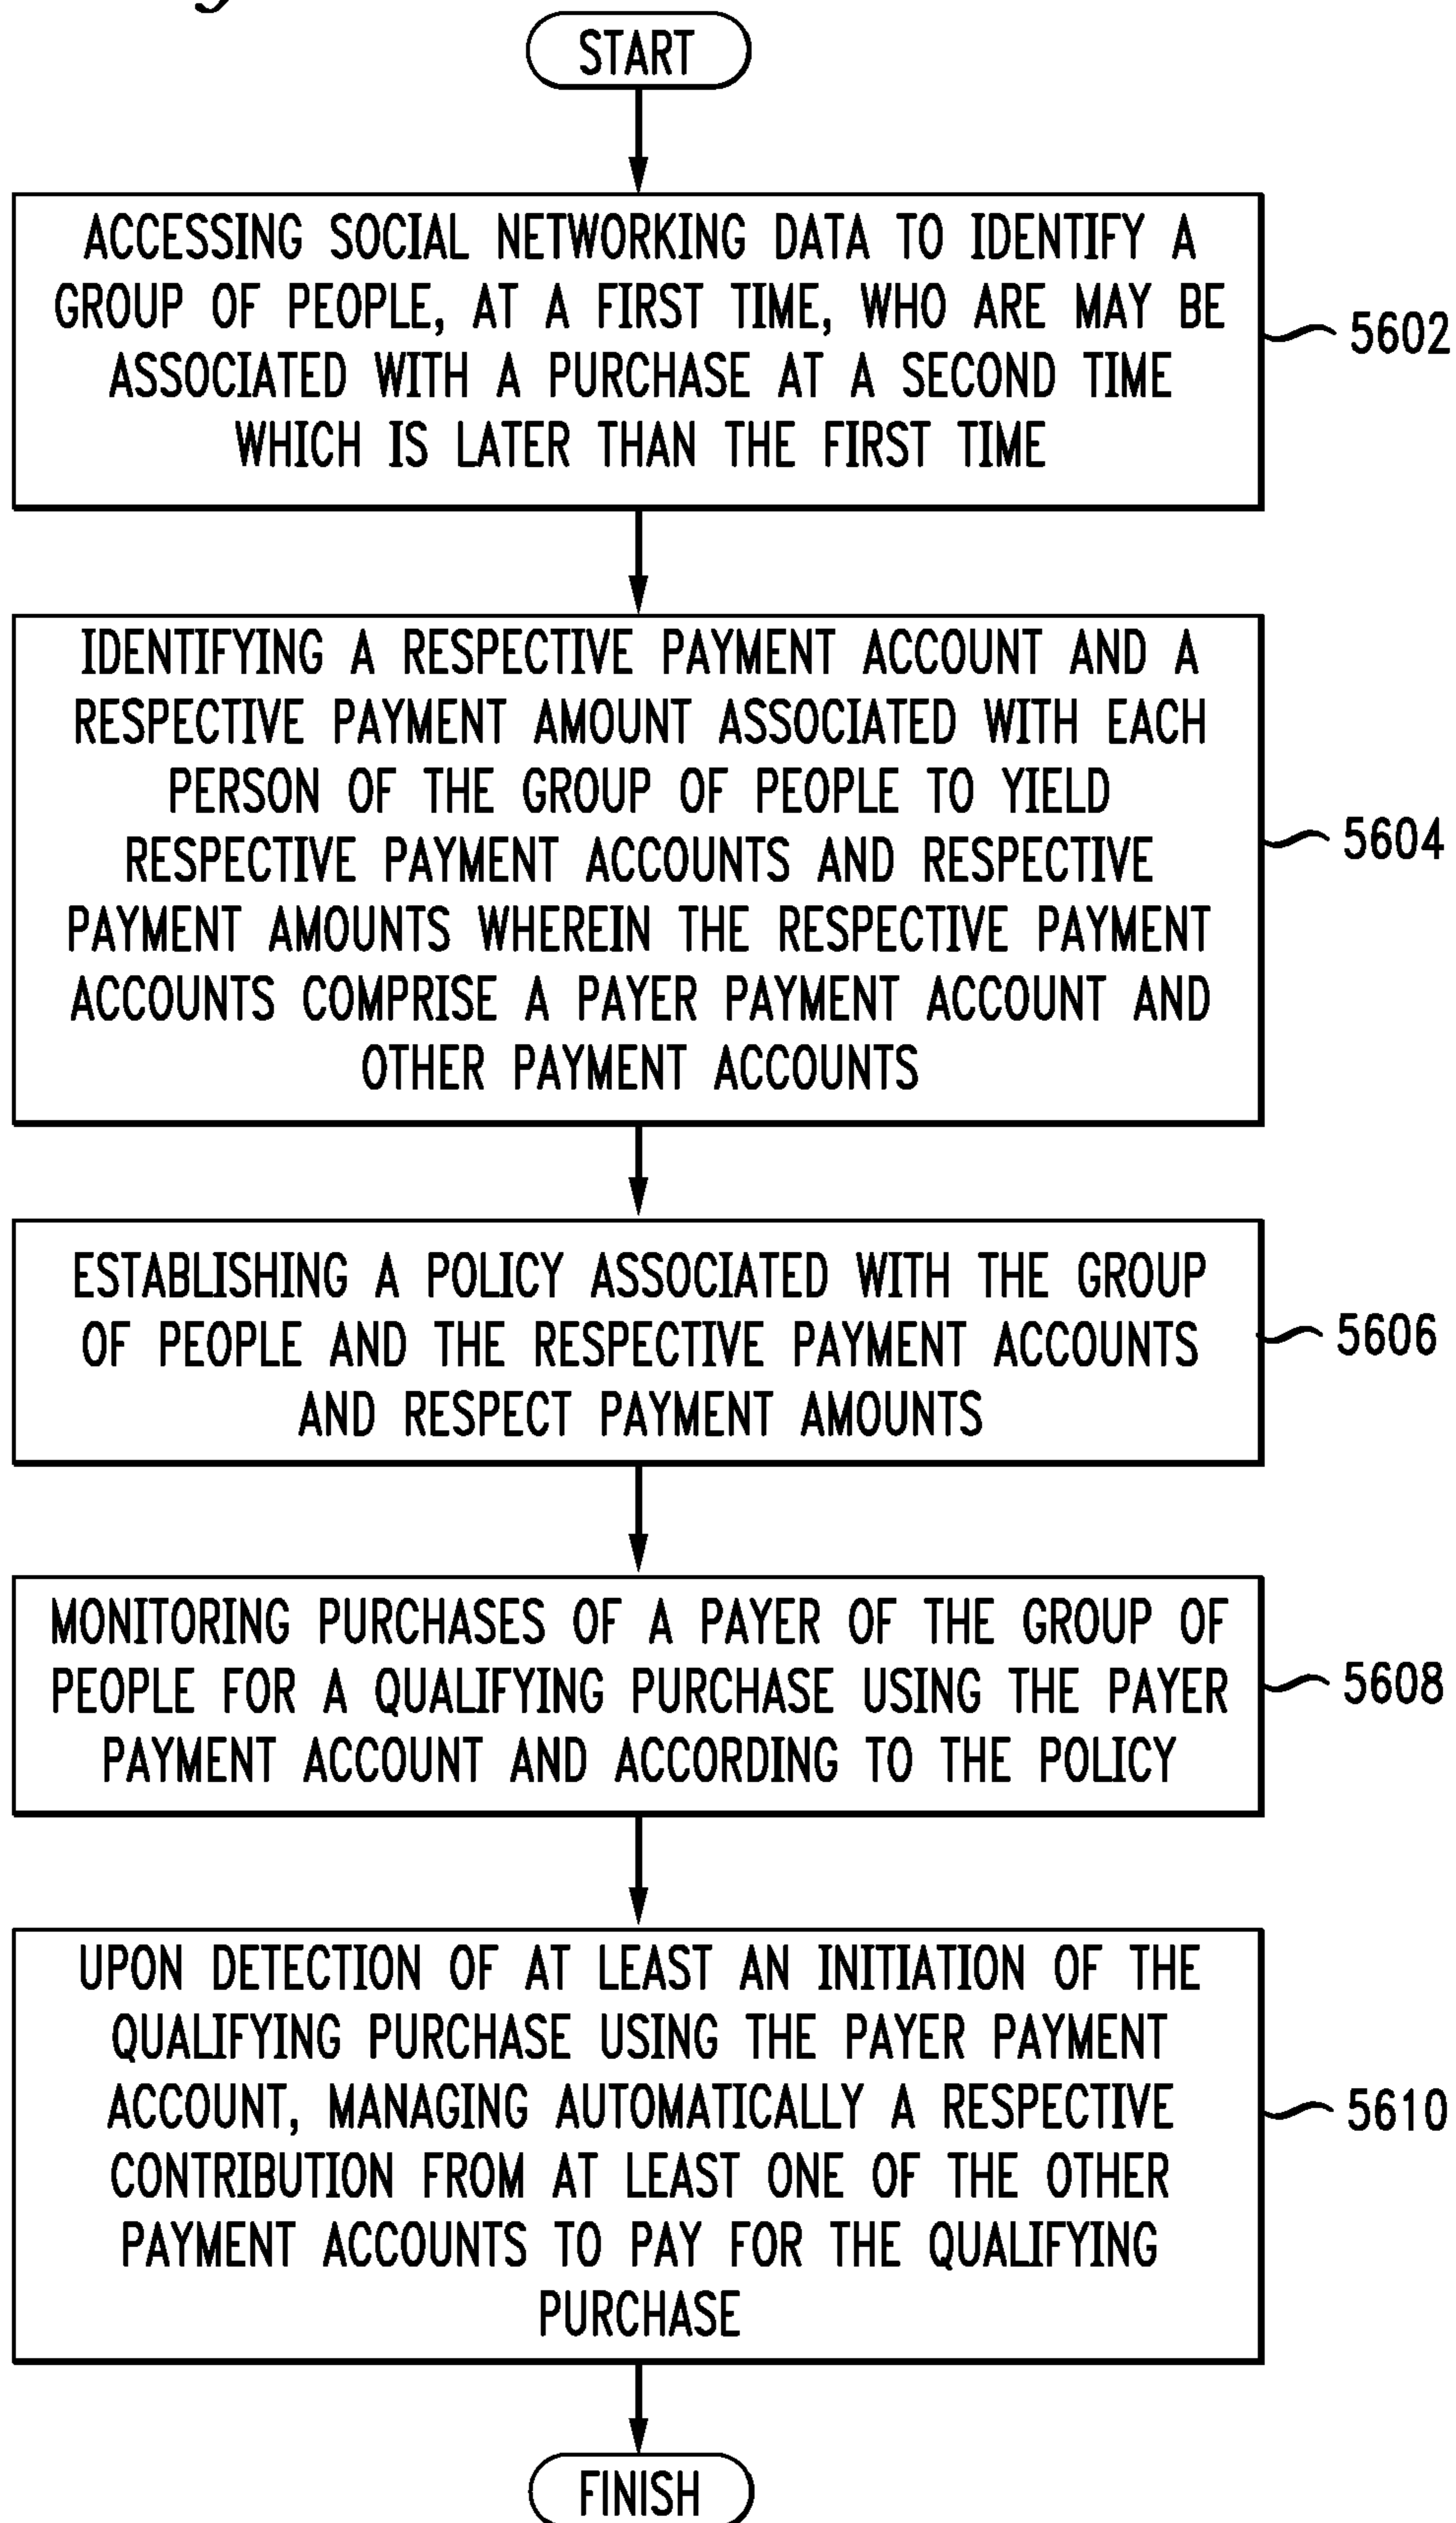 START
ACCESSING SOCIAL NETWORKING DATA TO IDENTIFY A
GROUP OF PEOPLE, AT A FIRST TIME, WHO ARE MAY BE
ASSOCIATED WITH A PURCHASE AT A SECOND TIME
WHICH IS LATER THAN THE FIRST TIME
5602
IDENTIFYING A RESPECTIVE PAYMENT ACCOUNT AND A
RESPECTIVE PAYMENT AMOUNT ASSOCIATED WITH EACH
PERSON OF THE GROUP OF PEOPLE TO YIELD
RESPECTIVE PAYMENT ACCOUNTS AND RESPECTIVE
PAYMENT AMOUNTS WHEREIN THE RESPECTIVE PAYMENT
ACCOUNTS COMPRISE A PAYER PAYMENT ACCOUNT AND
OTHER PAYMENT ACCOUNTS
5604
ESTABLISHING A POLICY ASSOCIATED WITH THE GROUP
OF PEOPLE AND THE RESPECTIVE PAYMENT ACCOUNTS
AND RESPECT PAYMENT AMOUNTS
5606
MONITORING PURCHASES OF A PAYER OF THE GROUP OF
PEOPLE FOR A QUALIFYING PURCHASE USING THE PAYER
PAYMENT ACCOUNT AND ACCORDING TO THE POLICY
5608
UPON DETECTION OF AT LEAST AN INITIATION OF THE
QUALIFYING PURCHASE USING THE PAYER PAYMENT
ACCOUNT, MANAGING AUTOMATICALLY A RESPECTIVE
CONTRIBUTION FROM AT LEAST ONE OF THE OTHER
PAYMENT ACCOUNTS TO PAY FOR THE QUALIFYING
PURCHASE
5610
FINISH